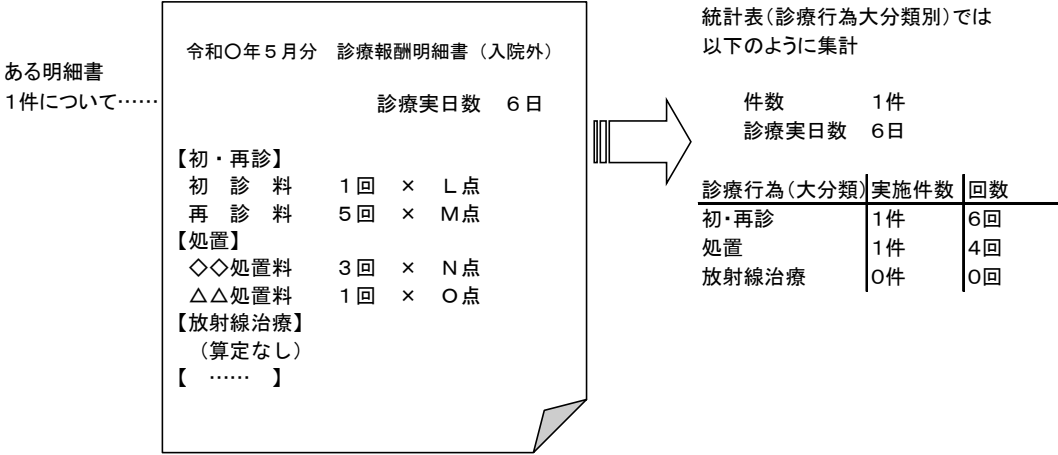 ある明細書
1件について……
令和〇年5月分　診療報酬明細書（入院外）
診療実日数　6日
【初・再診】
初　診　料　　1回　×　L点
再　診　料　　5回　×　M点
【処置】
◇◇処置料　　3回　×　N点
△△処置料　　1回　×　O点
【放射線治療】
（算定なし）
【　……　】
統計表（診療行為大分類別）では
以下のように集計
件数　　1件
診療実日数　6日
診療行為（大分類）　実施件数　回数
初・再診　1件　6回
処置　1件　4回
放射線治療　0件　0回